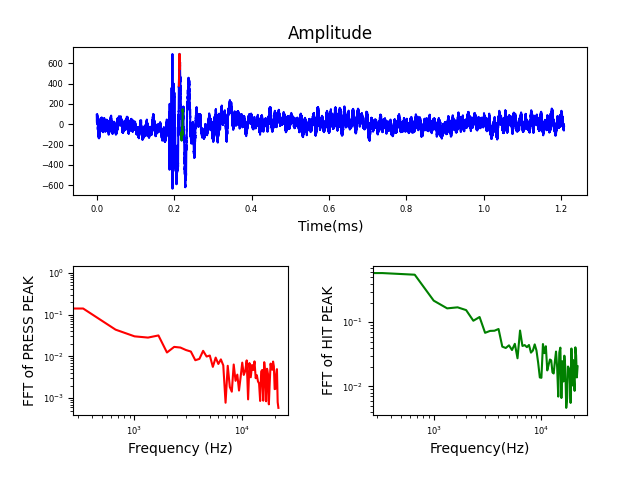 Amplitude
600
400
200
0
−200
−400
−600
0.0 0.2 0.4 0.6 0.8 1.0 1.2
Time(ms)
FFT of PRESS PEAK
10⁰
10⁻¹
10⁻²
10⁻³
10³ 10⁴
Frequency (Hz)
FFT of HIT PEAK
10⁻¹
10⁻²
10³ 10⁴
Frequency(Hz)